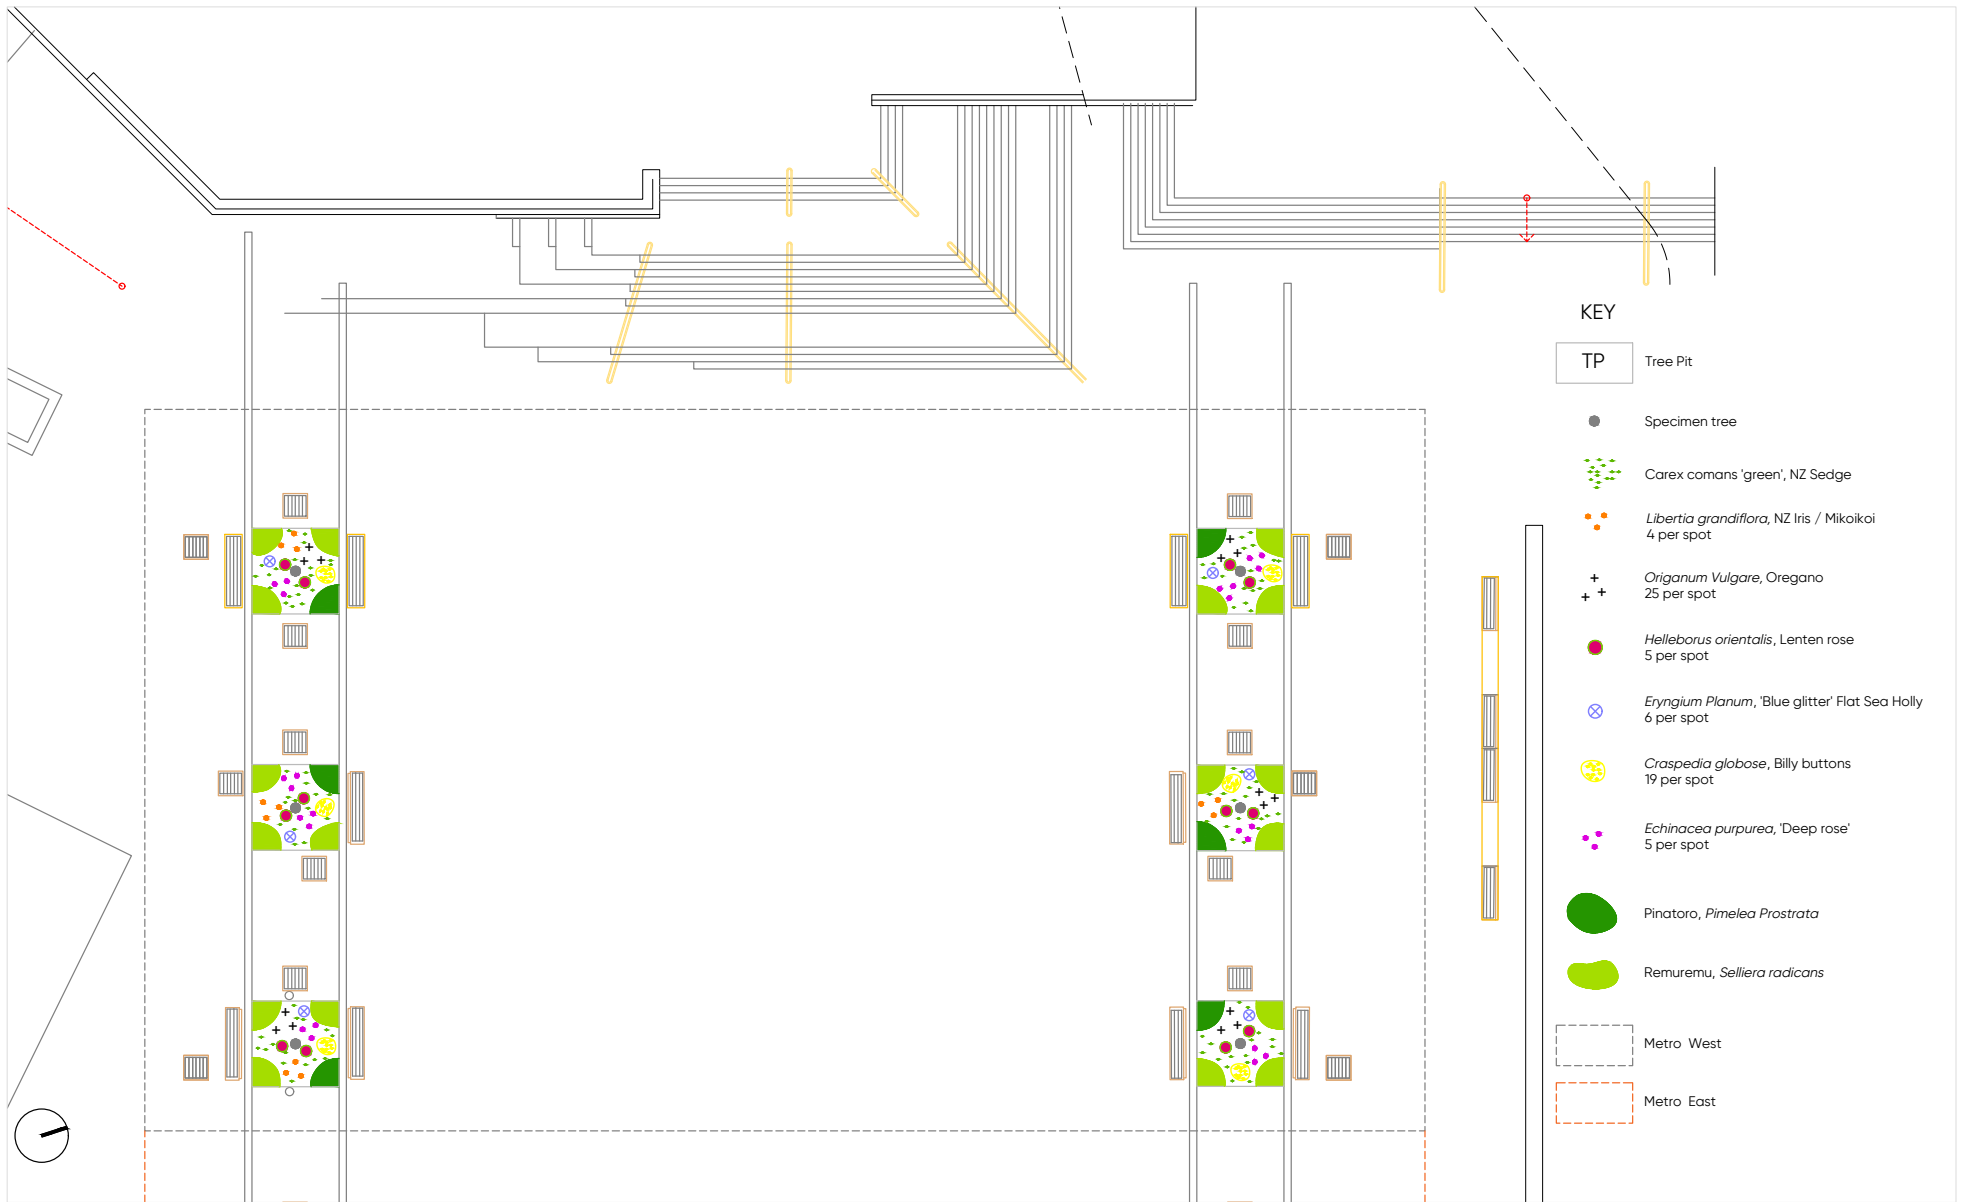 KEY
TP
Tree Pit
Specimen tree
Carex comans 'green', NZ Sedge
Libertia grandiflora, NZ Iris / Mikoikoi
4 per spot
Origanum Vulgare, Oregano
25 per spot
Helleborus orientalis, Lenten rose
5 per spot
Eryngium Planum, 'Blue glitter' Flat Sea Holly
6 per spot
Craspedia globose, Billy buttons
19 per spot
Echinacea purpurea, 'Deep rose'
5 per spot
Pinatoro, Pimelea Prostrata
Remuremu, Selliera radicans
Metro West
Metro East